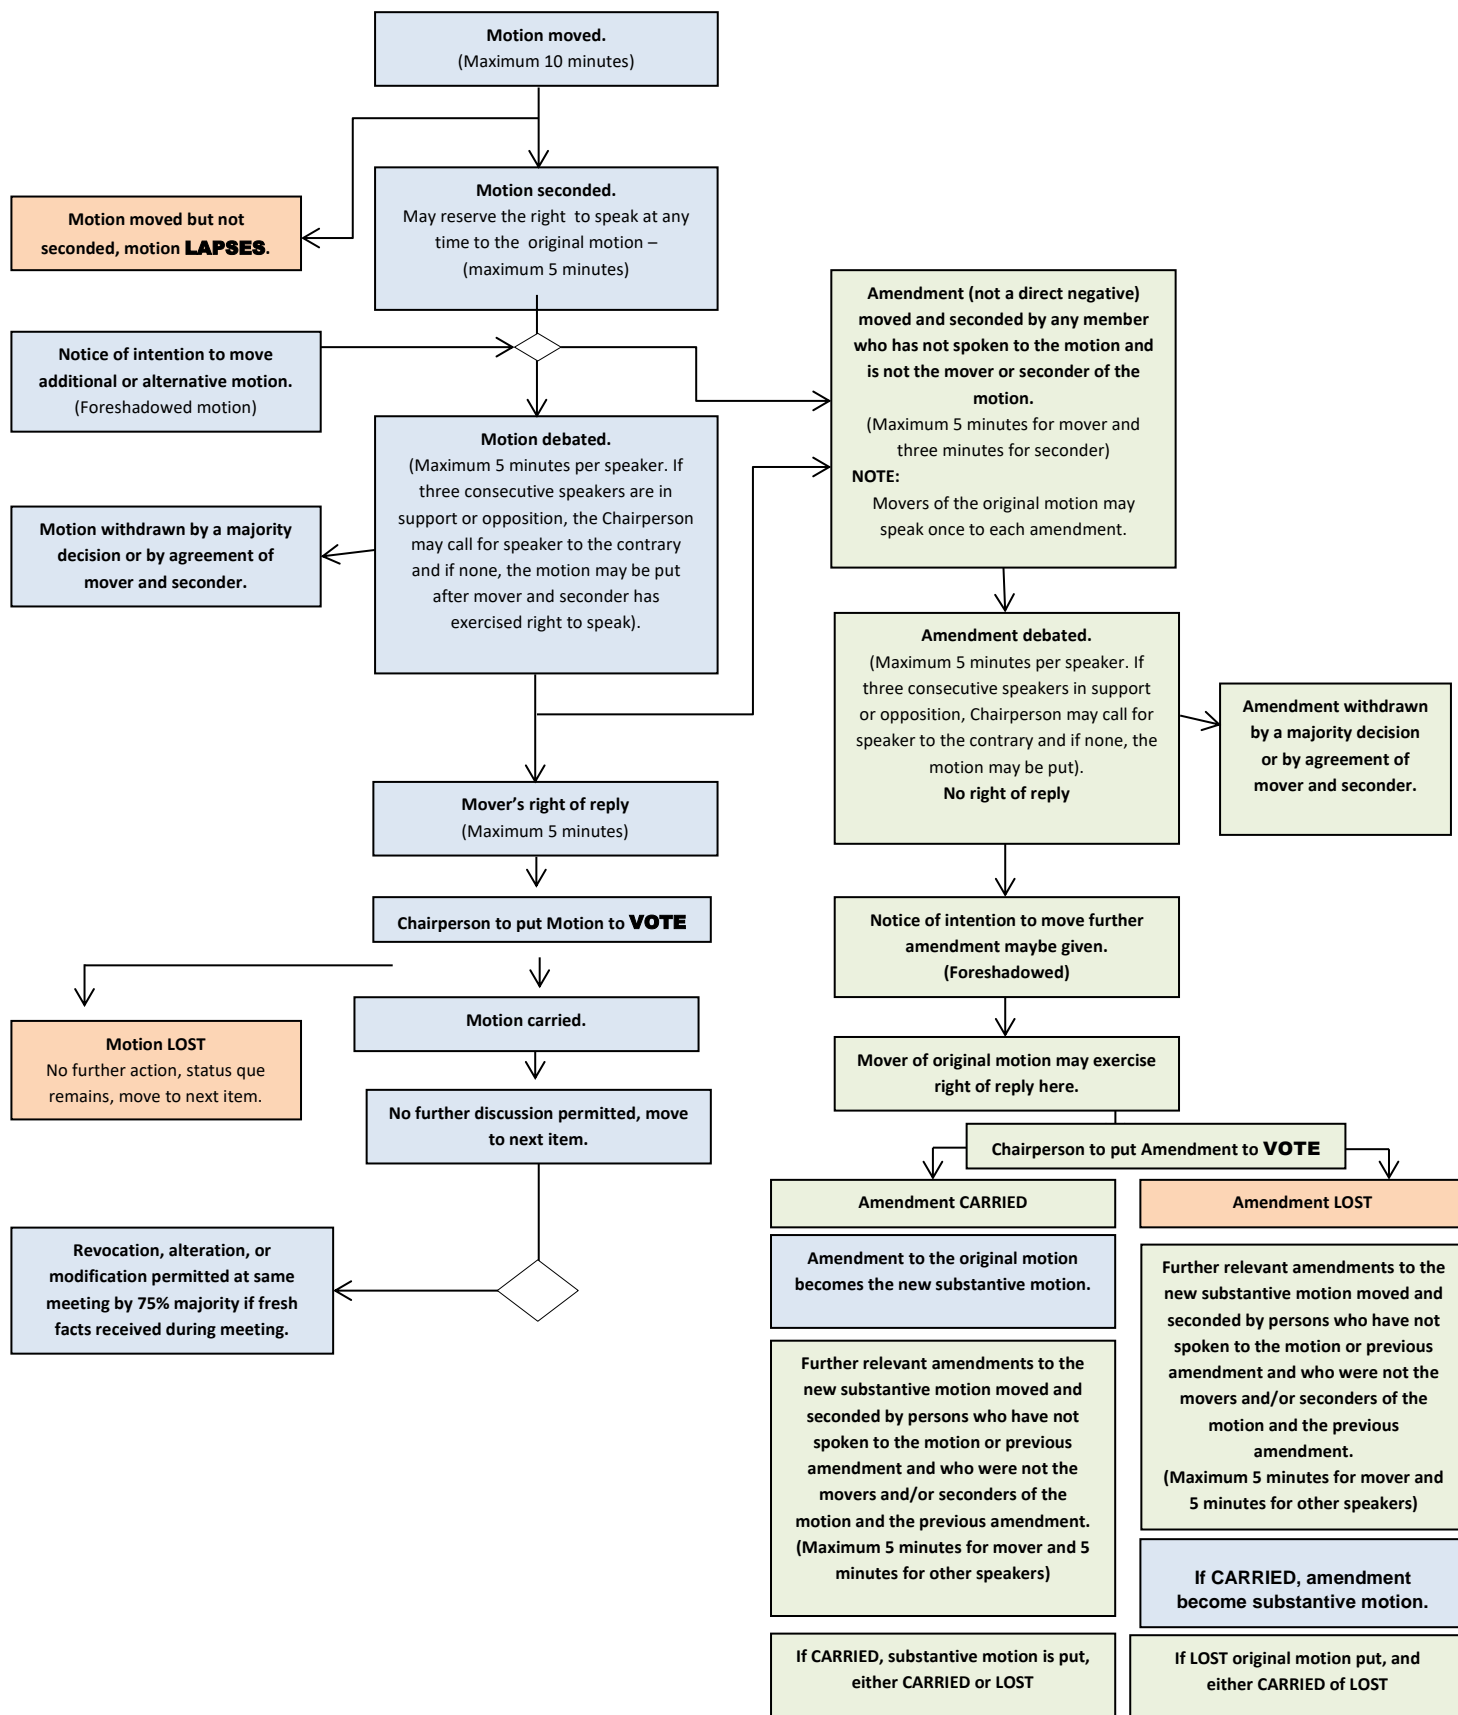 Motion moved.
(Maximum 10 minutes)
Motion seconded.
May reserve the right to speak at any
time to the original motion –
(maximum 5 minutes)
Motion moved but not
seconded, motion LAPSES.
Notice of intention to move
additional or alternative motion.
(Foreshadowed motion)
Motion debated.
(Maximum 5 minutes per speaker. If
three consecutive speakers are in
support or opposition, the Chairperson
may call for speaker to the contrary
and if none, the motion may be put
after mover and seconder has
exercised right to speak).
Motion withdrawn by a majority
decision or by agreement of
mover and seconder.
Mover’s right of reply
(Maximum 5 minutes)
Chairperson to put Motion to VOTE
Motion LOST
No further action, status que
remains, move to next item.
Motion carried.
No further discussion permitted, move
to next item.
Revocation, alteration, or
modification permitted at same
meeting by 75% majority if fresh
facts received during meeting.
Amendment (not a direct negative)
moved and seconded by any member
who has not spoken to the motion and
is not the mover or seconder of the
motion.
(Maximum 5 minutes for mover and
three minutes for seconder)
NOTE:
Movers of the original motion may
speak once to each amendment.
Amendment debated.
(Maximum 5 minutes per speaker. If
three consecutive speakers in support
or opposition, Chairperson may call for
speaker to the contrary and if none, the
motion may be put).
No right of reply
Amendment withdrawn
by a majority decision
or by agreement of
mover and seconder.
Notice of intention to move further
amendment maybe given.
(Foreshadowed)
Mover of original motion may exercise
right of reply here.
Chairperson to put Amendment to VOTE
Amendment CARRIED
Amendment to the original motion
becomes the new substantive motion.
Further relevant amendments to the
new substantive motion moved and
seconded by persons who have not
spoken to the motion or previous
amendment and who were not the
movers and/or seconders of the
motion and the previous amendment.
(Maximum 5 minutes for mover and 5
minutes for other speakers)
If CARRIED, substantive motion is put,
either CARRIED or LOST
Amendment LOST
Further relevant amendments to the
new substantive motion moved and
seconded by persons who have not
spoken to the motion or previous
amendment and who were not the
movers and/or seconders of the
motion and the previous
amendment.
(Maximum 5 minutes for mover and
5 minutes for other speakers)
If CARRIED, amendment
become substantive motion.
If LOST original motion put, and
either CARRIED of LOST